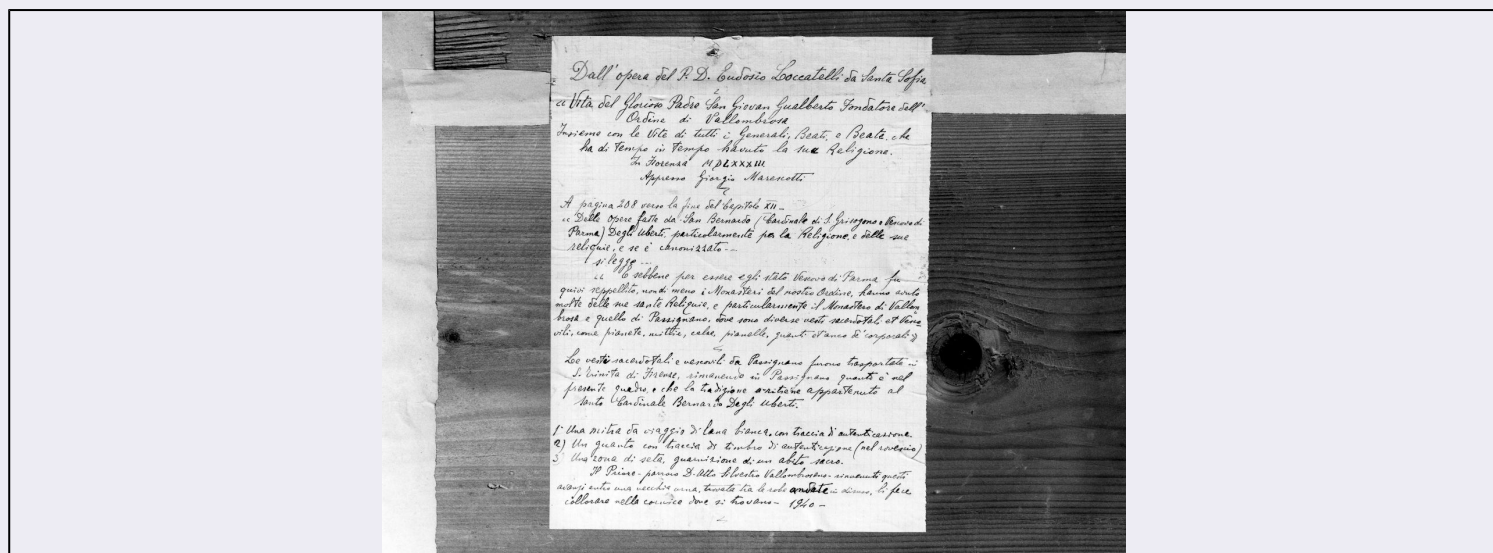 Dall'opera del P. D. Eudosio Loccatelli da Santa Sofia
"Vita del Glorioso Padre San Giovan Gualberto Fondatore dell'
Ordine di Vallombrosa
Insieme con le Vite di tutti i Generali, Beati, e Beate, che
ha di tempo in tempo havuto la sua Religione.
In Fiorenza MDLXXXIII
Appresso Giorgio Marescotti
A pagina 208 verso la fine del Capitolo XII -
"Delle opere fatte da San Bernardo (Cardinale di S. Grisogono e Vescovo di
Parma) Degli Uberti, particolarmente per la Religione, e delle sue
reliquie, e se è canonizzato -
si legge -
"E sebbene per essere egli stato Vescovo di Parma fu
quivi seppellito, nondimeno i Monasteri del nostro Ordine, hanno avuto
molte delle sue sante Reliquie, e particolarmente il Monastero di Vallom
brosa e quello di Passignano, dove sono diverse vesti sacerdotali et Vesco
vili, come pianete, mitrie, calze, pianelle, guanti et anco di corporali"
Le vesti sacerdotali e vescovili da Passignano furono trasportate in
S. Trinita di Firenze, rimanendo in Passignano quanto è nel
presente quadro, e che la tradizione ritiene appartenuto al
Santo Cardinale Bernardo Degli Uberti.
1) Una mitra da viaggio di lana bianca, con traccia di autenticazione.
2) Un guanto con traccia di timbro di autenticazione (nel rovescio)
3) Una zona di seta, guarnizione di un abito sacro.
Il Priore-parroco D. Atto Silvestro Vallombrosano - rinvenuti questi
avanzi entro una vecchia urna, trovata tra le robe andate in disuso, li fece
collocare nella cornice dove si trovano - 1940 -